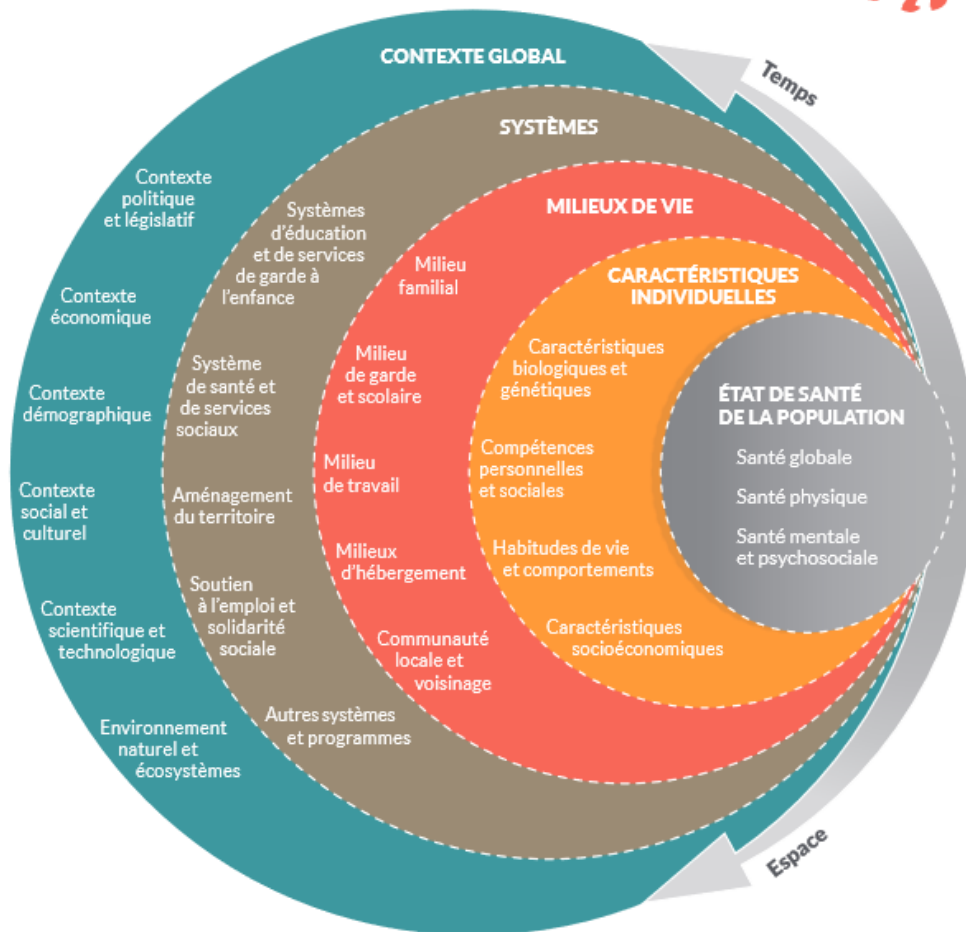 CONTEXTE GLOBAL
Temps
SYSTÈMES
Contexte
politique
et législatif
Systèmes
d'éducation
et de services
de garde à
l'enfance
MILIEUX DE VIE
Milieu
familial
CARACTÉRISTIQUES
INDIVIDUELLES
Contexte
économique
Système
de santé et
de services
sociaux
Milieu
de garde
et scolaire
Caractéristiques
biologiques et
génétiques
ÉTAT DE SANTÉ
DE LA POPULATION
Santé globale
Santé physique
Santé mentale
et psychosociale
Contexte
démographique
Milieu
de travail
Compétences
personnelles
et sociales
Contexte
social et
culturel
Aménagement
du territoire
Milieux
d'hébergement
Habitudes de vie
et comportements
Contexte
scientifique et
technologique
Soutien
à l'emploi et
solidarité
sociale
Communauté
locale et
voisinage
Caractéristiques
socioéconomiques
Environnement
naturel et
écosystèmes
Autres systèmes
et programmes
Espace